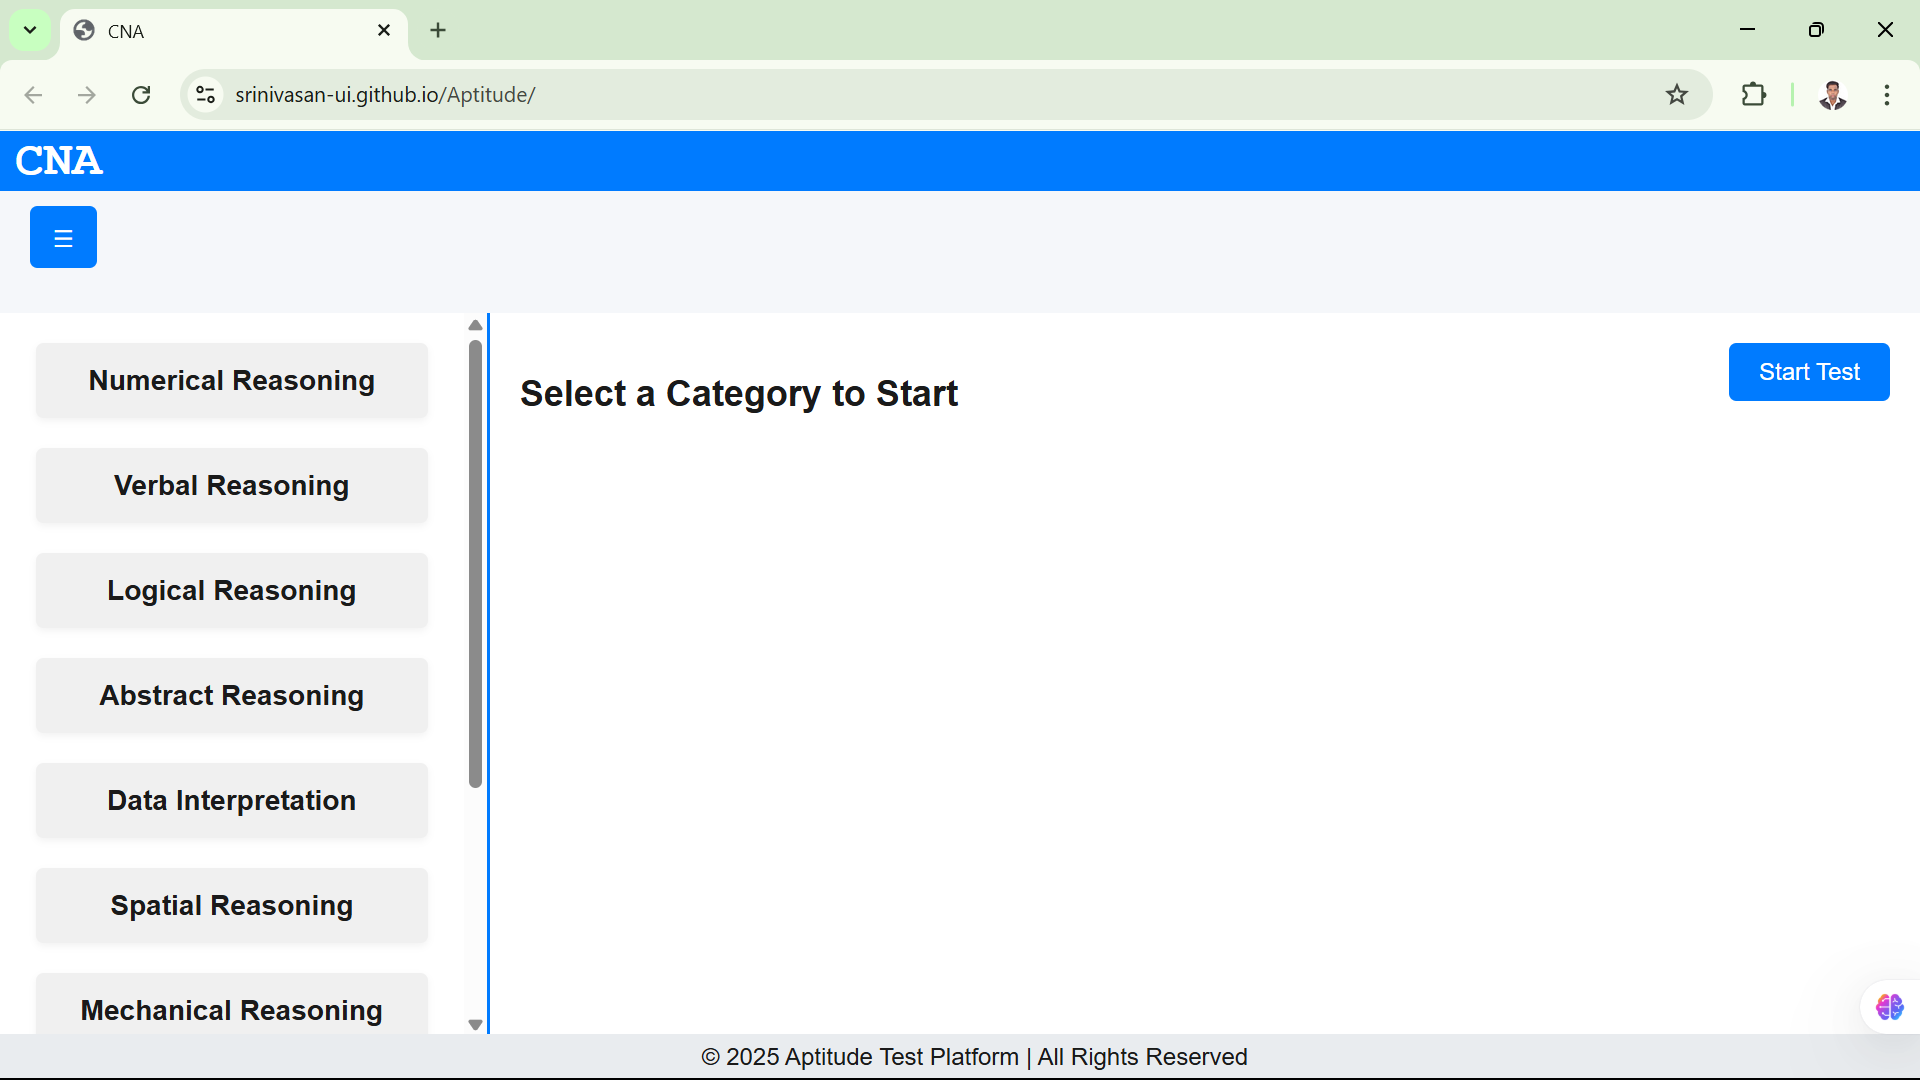 CNA
srinivasan-ui.github.io/Aptitude/
CNA
Numerical Reasoning
Verbal Reasoning
Logical Reasoning
Abstract Reasoning
Data Interpretation
Spatial Reasoning
Mechanical Reasoning
Select a Category to Start
Start Test
© 2025 Aptitude Test Platform | All Rights Reserved